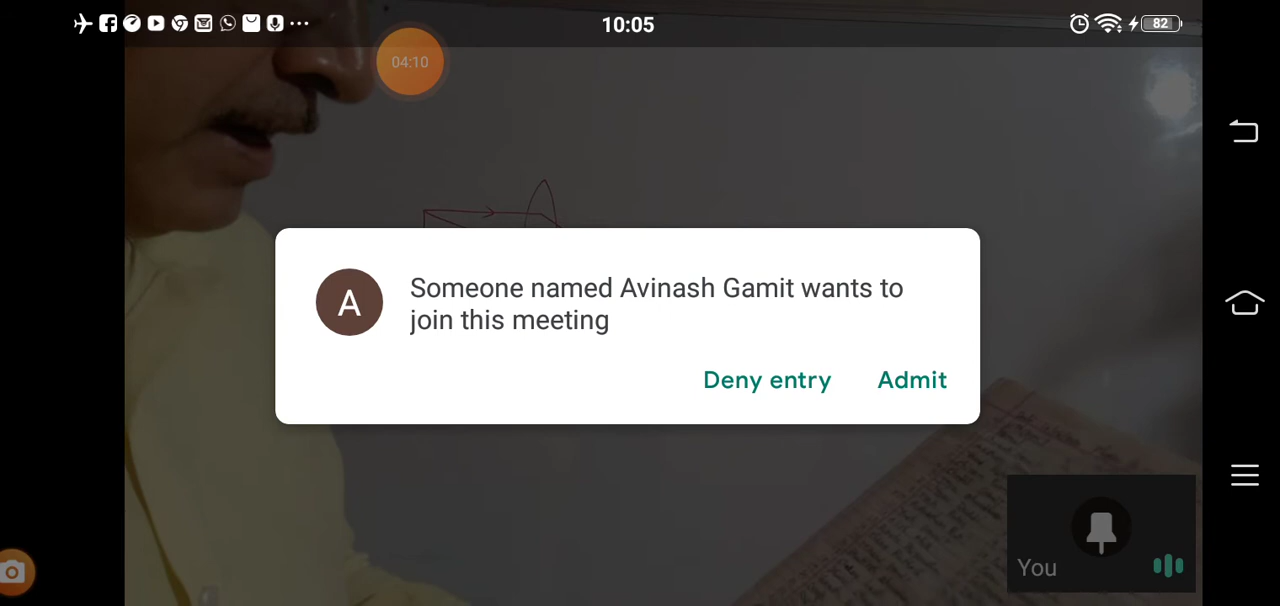 10:05
82
04:10
A
Someone named Avinash Gamit wants to
join this meeting
Deny entry
Admit
You